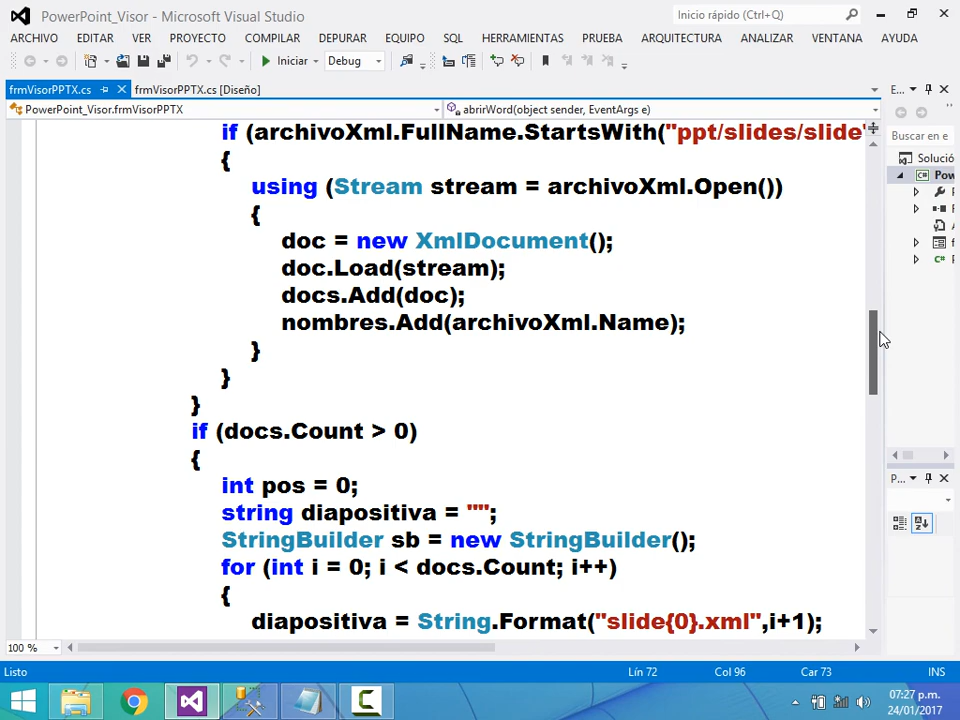 PowerPoint_Visor - Microsoft Visual Studio
Inicio rápido (Ctrl+Q)
ARCHIVO EDITAR VER PROYECTO COMPILAR DEPURAR EQUIPO SQL HERRAMIENTAS PRUEBA ARQUITECTURA ANALIZAR VENTANA AYUDA
Iniciar Debug
frmVisorPPTX.cs frmVisorPPTX.cs [Diseño] E...
PowerPoint_Visor.frmVisorPPTX abrirWord(object sender, EventArgs e)
Buscar en e
Solució
Pow
if (archivoXml.FullName.StartsWith("ppt/slides/slide"
{
using (Stream stream = archivoXml.Open())
{
doc = new XmlDocument();
doc.Load(stream);
docs.Add(doc);
nombres.Add(archivoXml.Name);
}
}
}
if (docs.Count > 0)
{
int pos = 0;
string diapositiva = "";
StringBuilder sb = new StringBuilder();
for (int i = 0; i < docs.Count; i++)
{
diapositiva = String.Format("slide{0}.xml",i+1);
P...
100 %
Listo Lín 72 Col 96 Car 73 INS
07:27 p.m.
24/01/2017